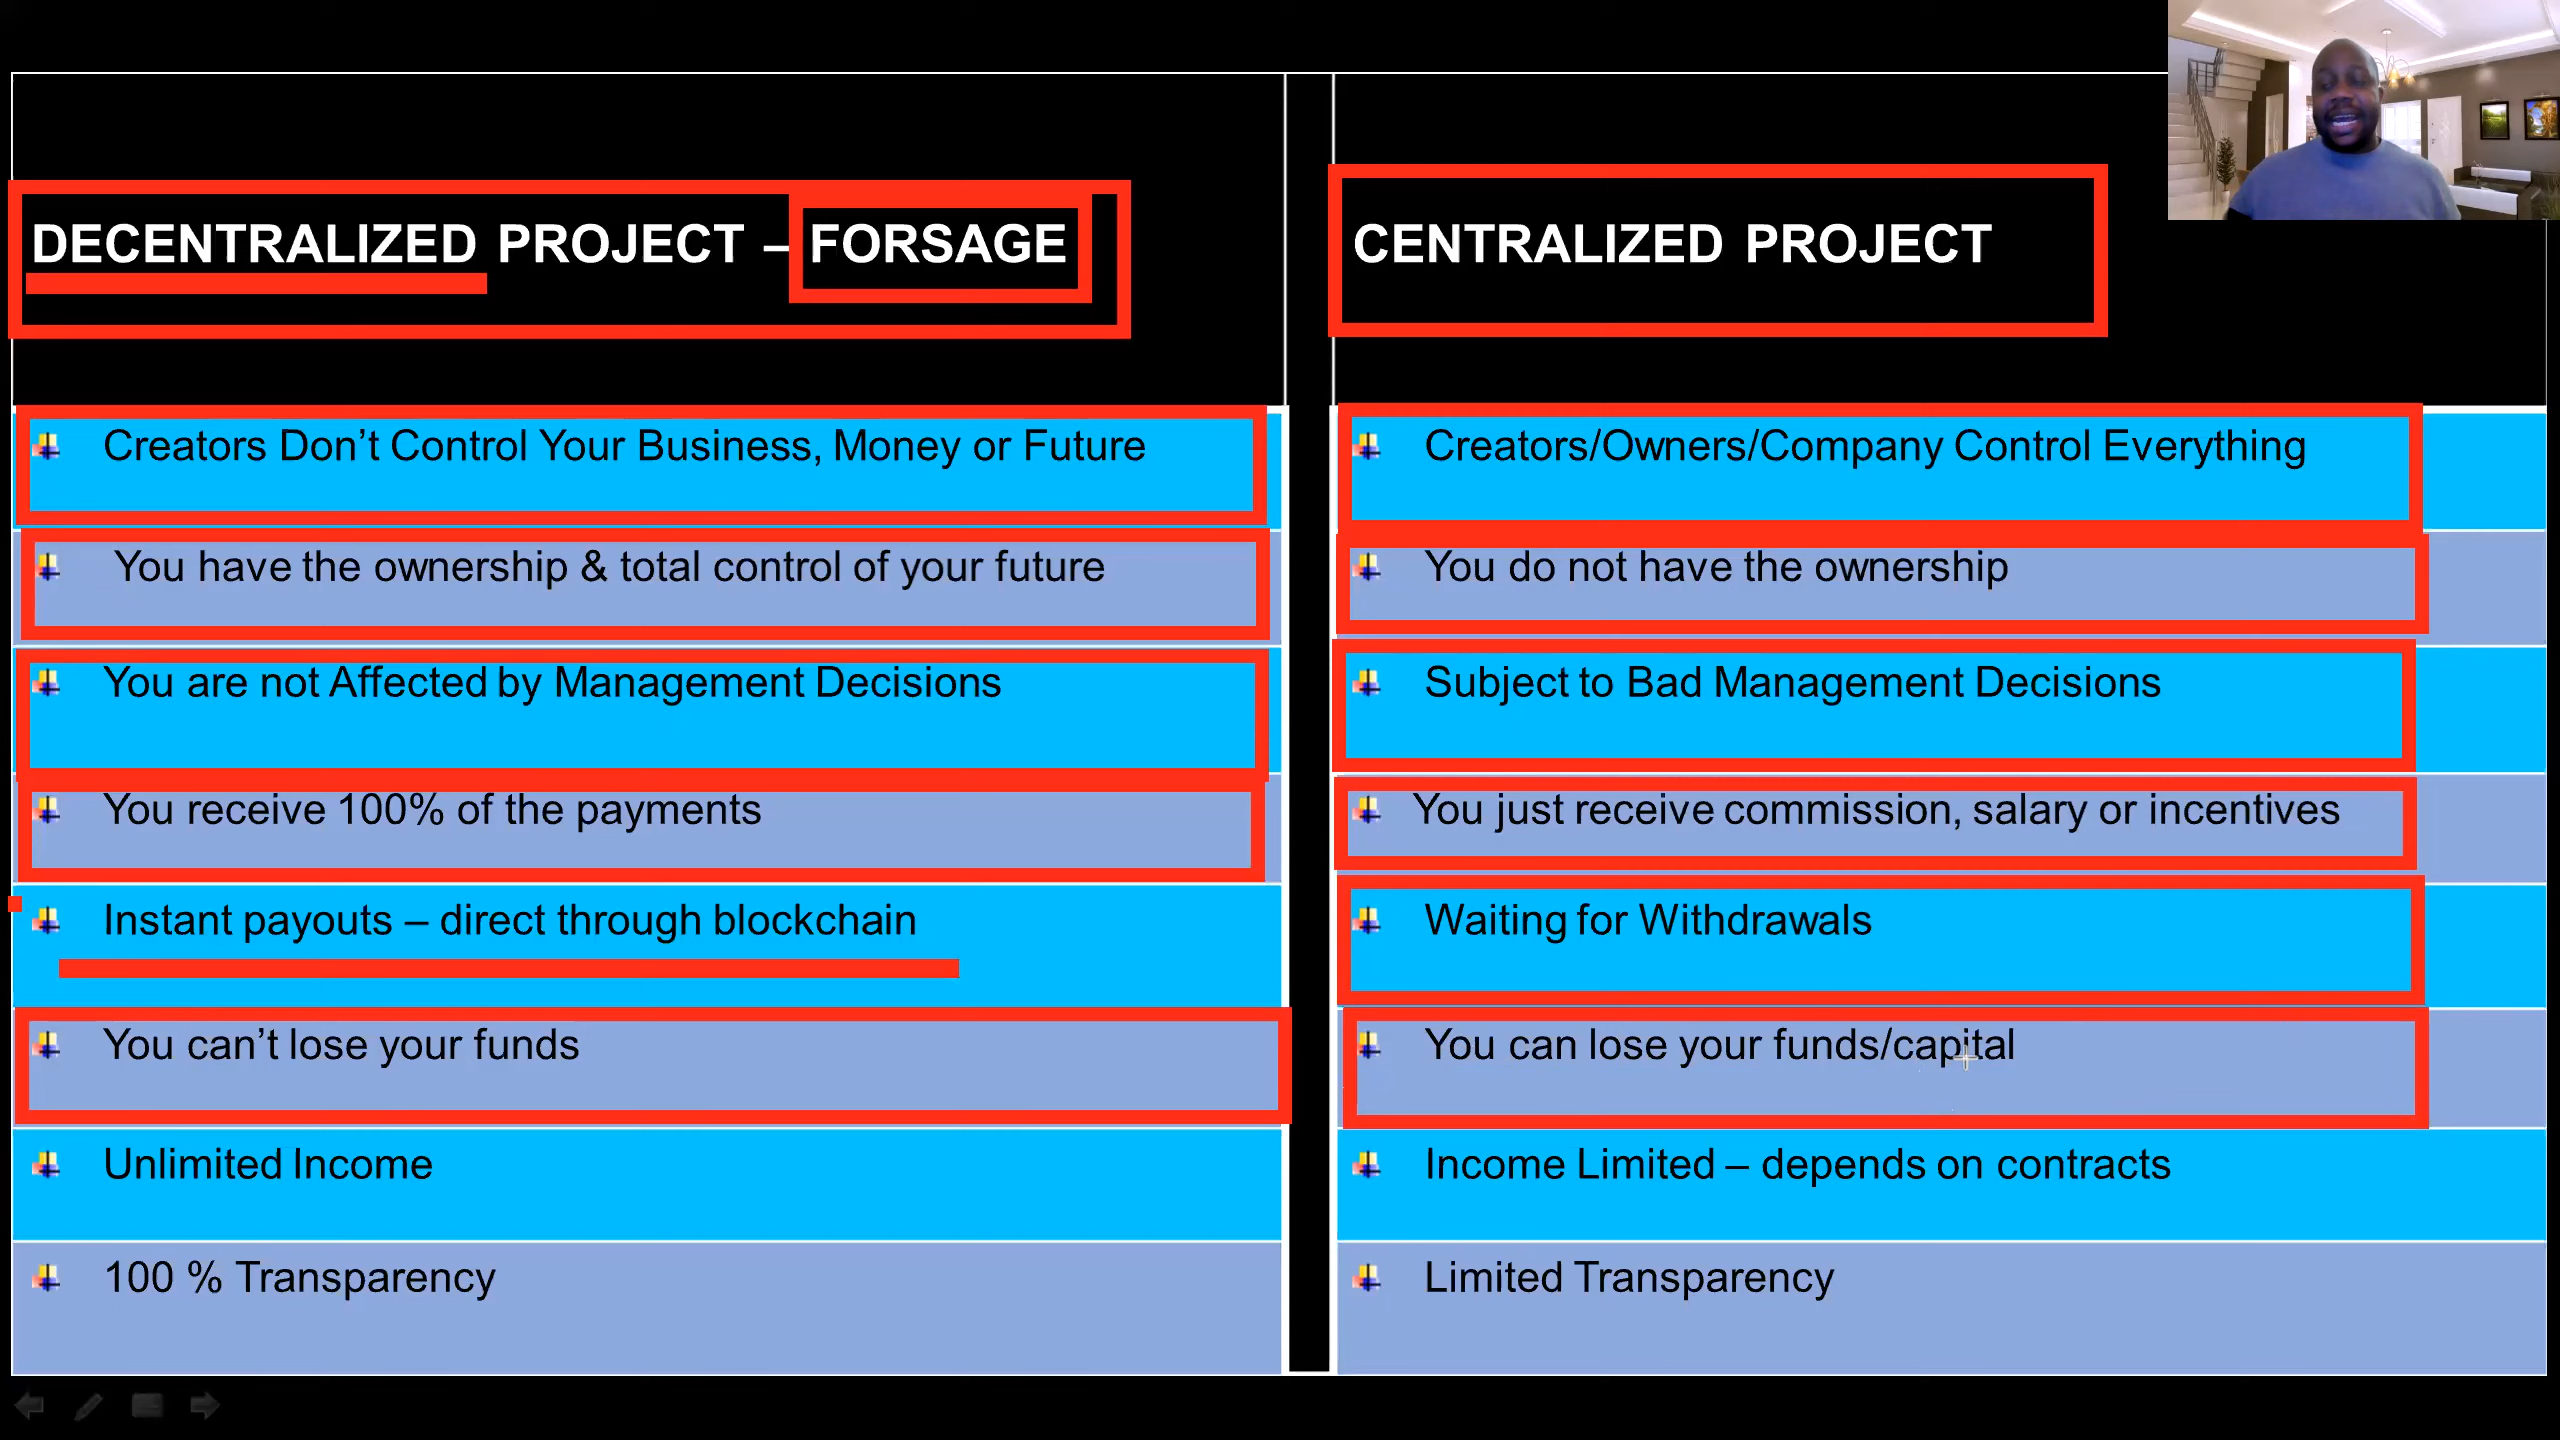 DECENTRALIZED PROJECT – FORSAGE
Creators Don’t Control Your Business, Money or Future
You have the ownership & total control of your future
You are not Affected by Management Decisions
You receive 100% of the payments
Instant payouts – direct through blockchain
You can’t lose your funds
Unlimited Income
100 % Transparency
CENTRALIZED PROJECT
Creators/Owners/Company Control Everything
You do not have the ownership
Subject to Bad Management Decisions
You just receive commission, salary or incentives
Waiting for Withdrawals
You can lose your funds/capital
Income Limited – depends on contracts
Limited Transparency